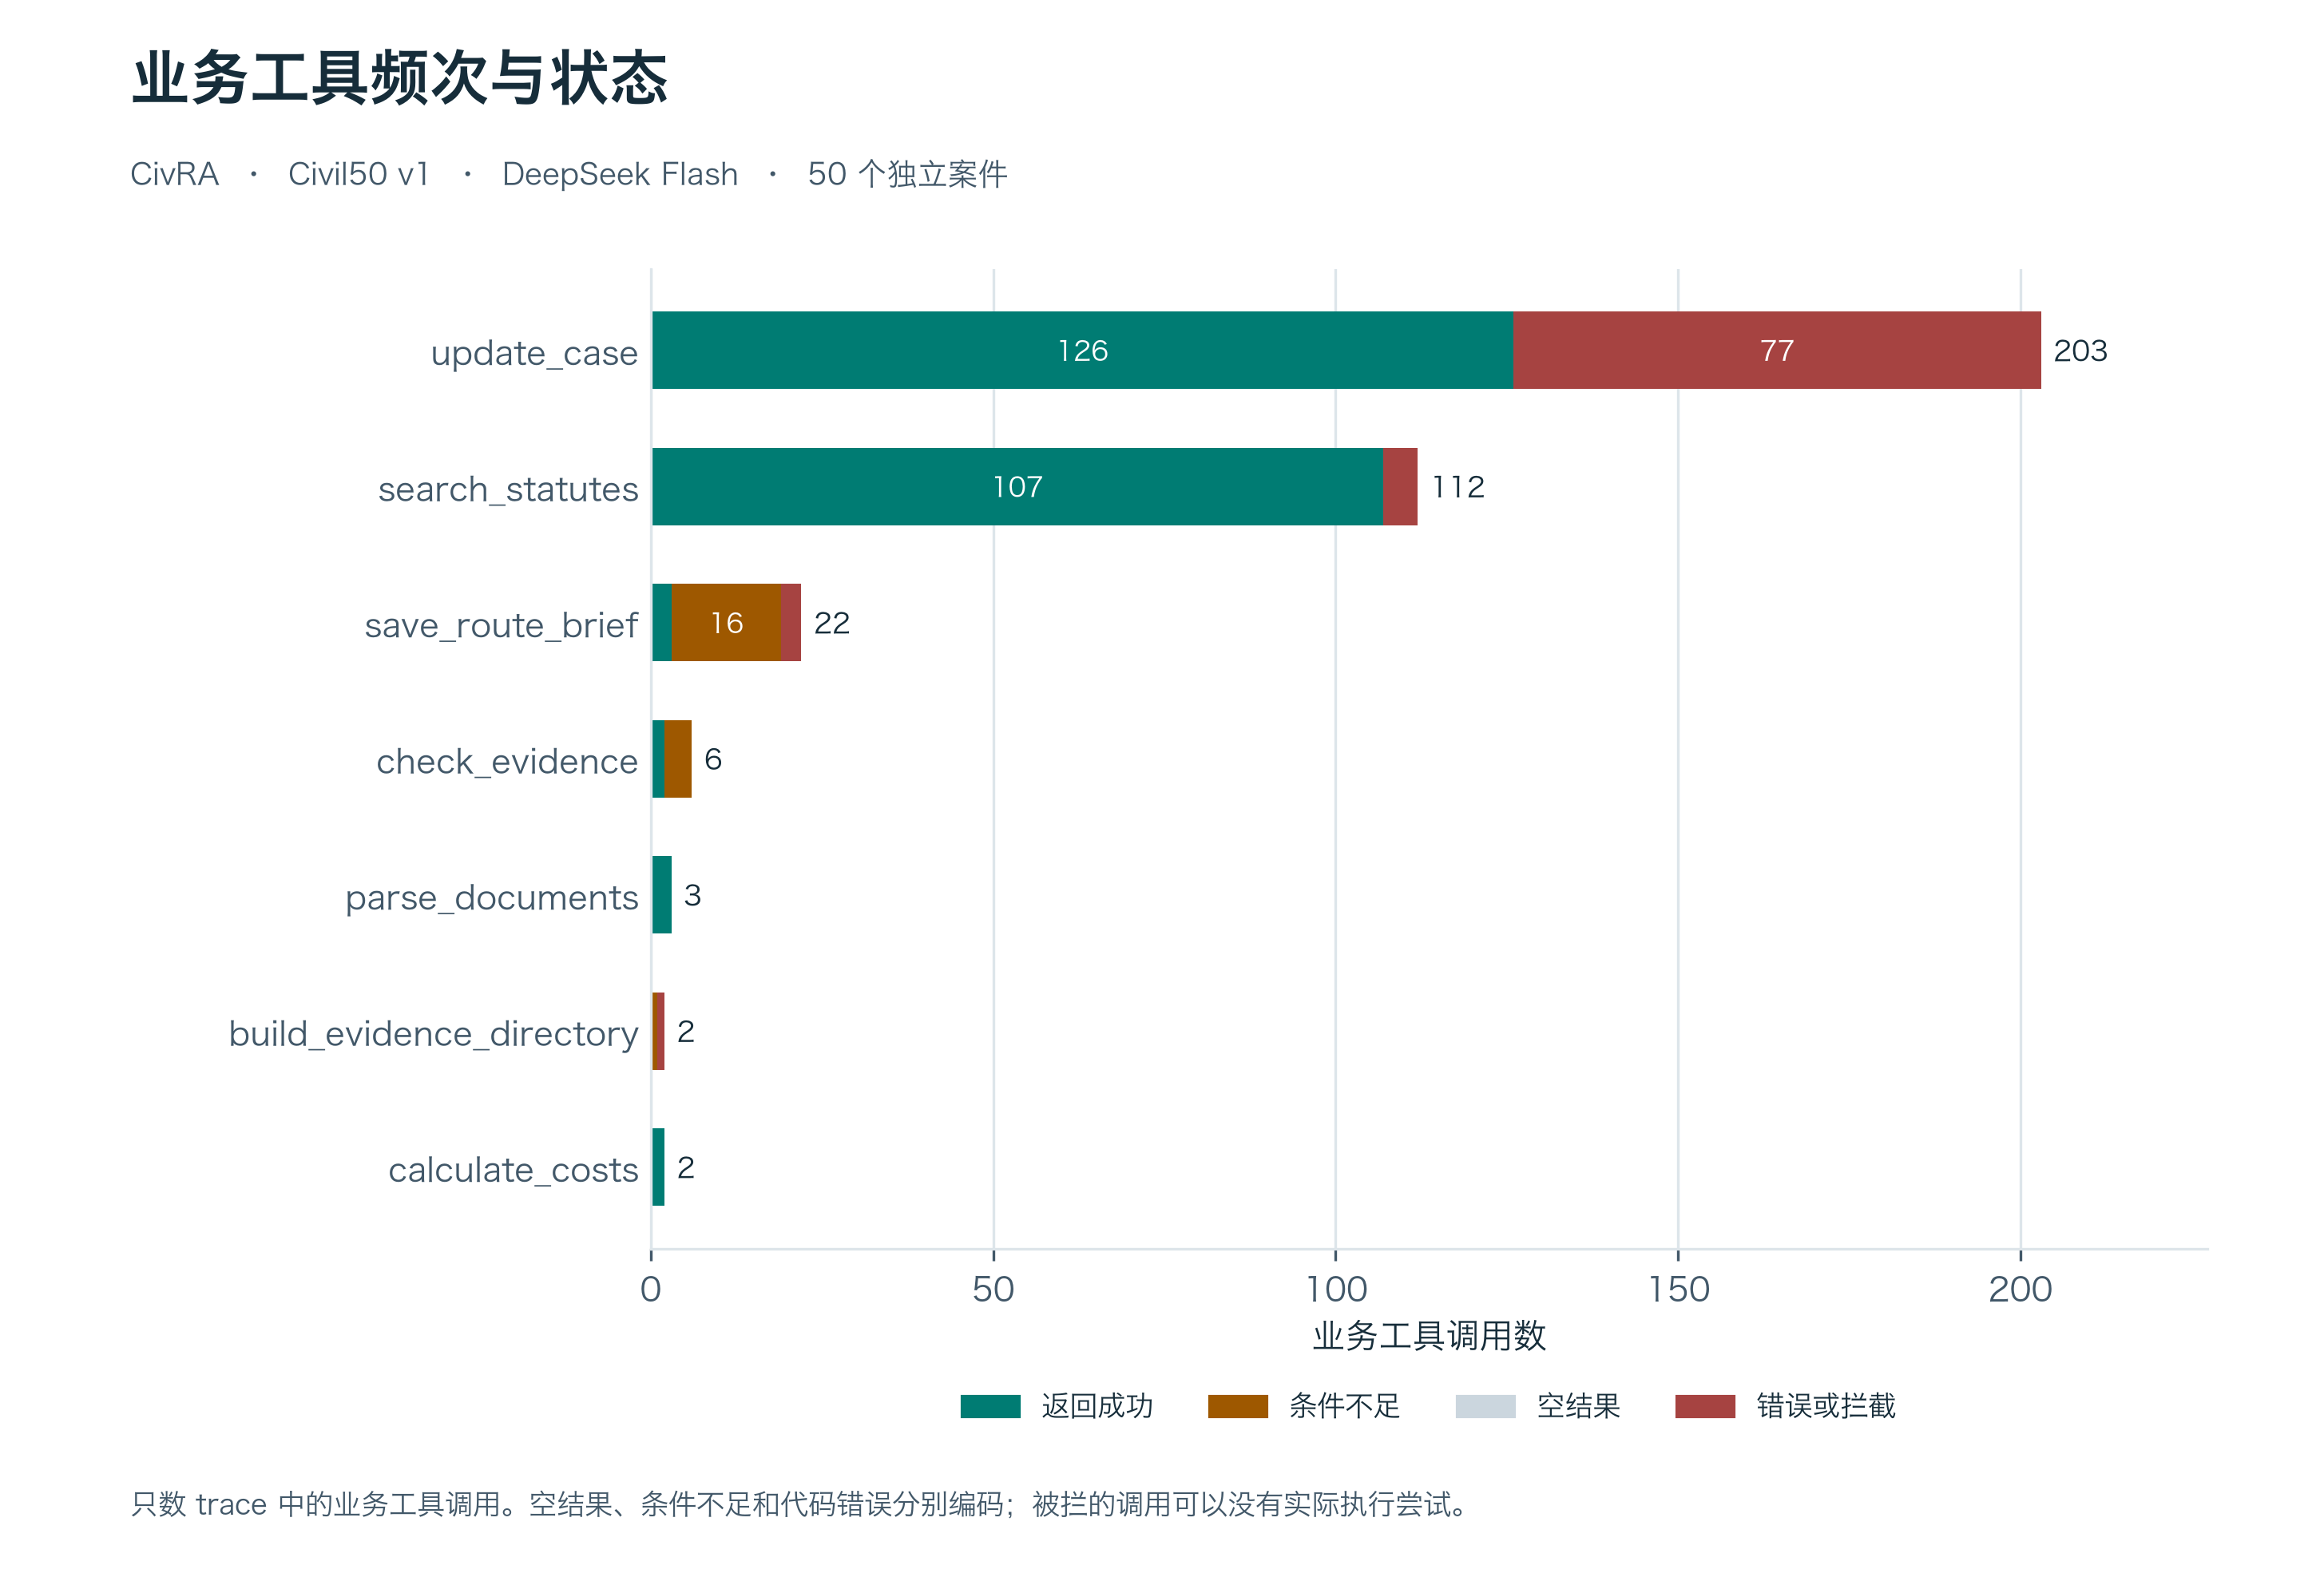 业务工具频次与状态
CivRA · Civil50 v1 · DeepSeek Flash · 50 个独立案件
update_case 126 77 203
search_statutes 107 112
save_route_brief 16 22
check_evidence 6
parse_documents 3
build_evidence_directory 2
calculate_costs 2
0 50 100 150 200
业务工具调用数
返回成功 条件不足 空结果 错误或拦截
只数 trace 中的业务工具调用。空结果、条件不足和代码错误分别编码；被拦的调用可以没有实际执行尝试。